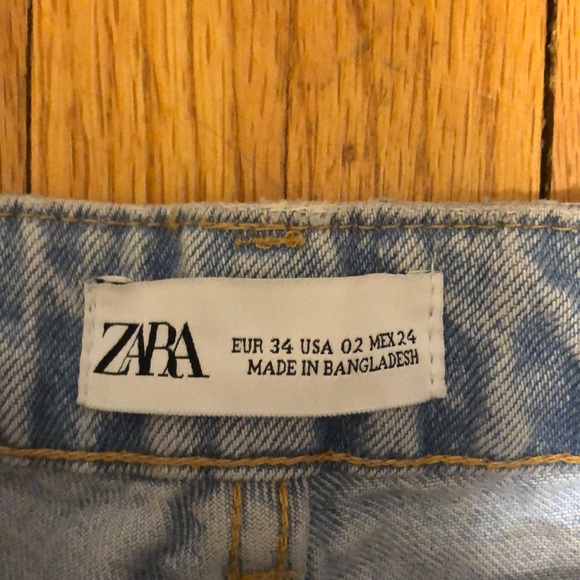 ZARA
EUR 34 USA 02 MEX 24
MADE IN BANGLADESH